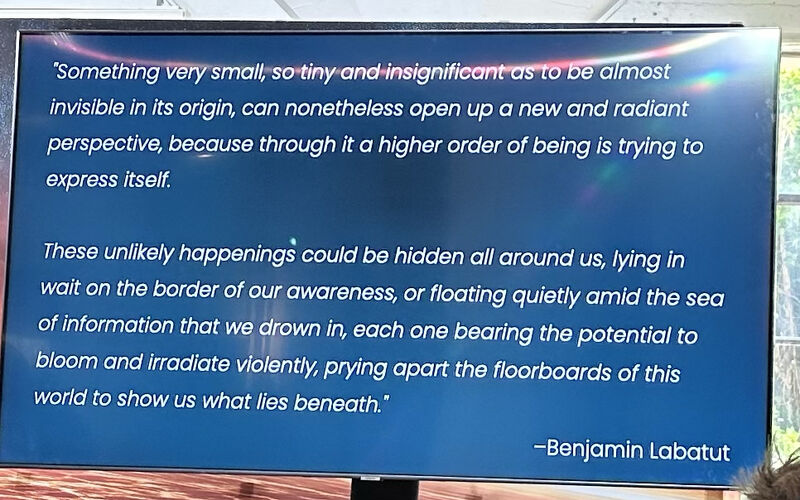 "Something very small, so tiny and insignificant as to be almost
invisible in its origin, can nonetheless open up a new and radiant
perspective, because through it a higher order of being is trying to
express itself.
These unlikely happenings could be hidden all around us, lying in
wait on the border of our awareness, or floating quietly amid the sea
of information that we drown in, each one bearing the potential to
bloom and irradiate violently, prying apart the floorboards of this
world to show us what lies beneath."
–Benjamin Labatut